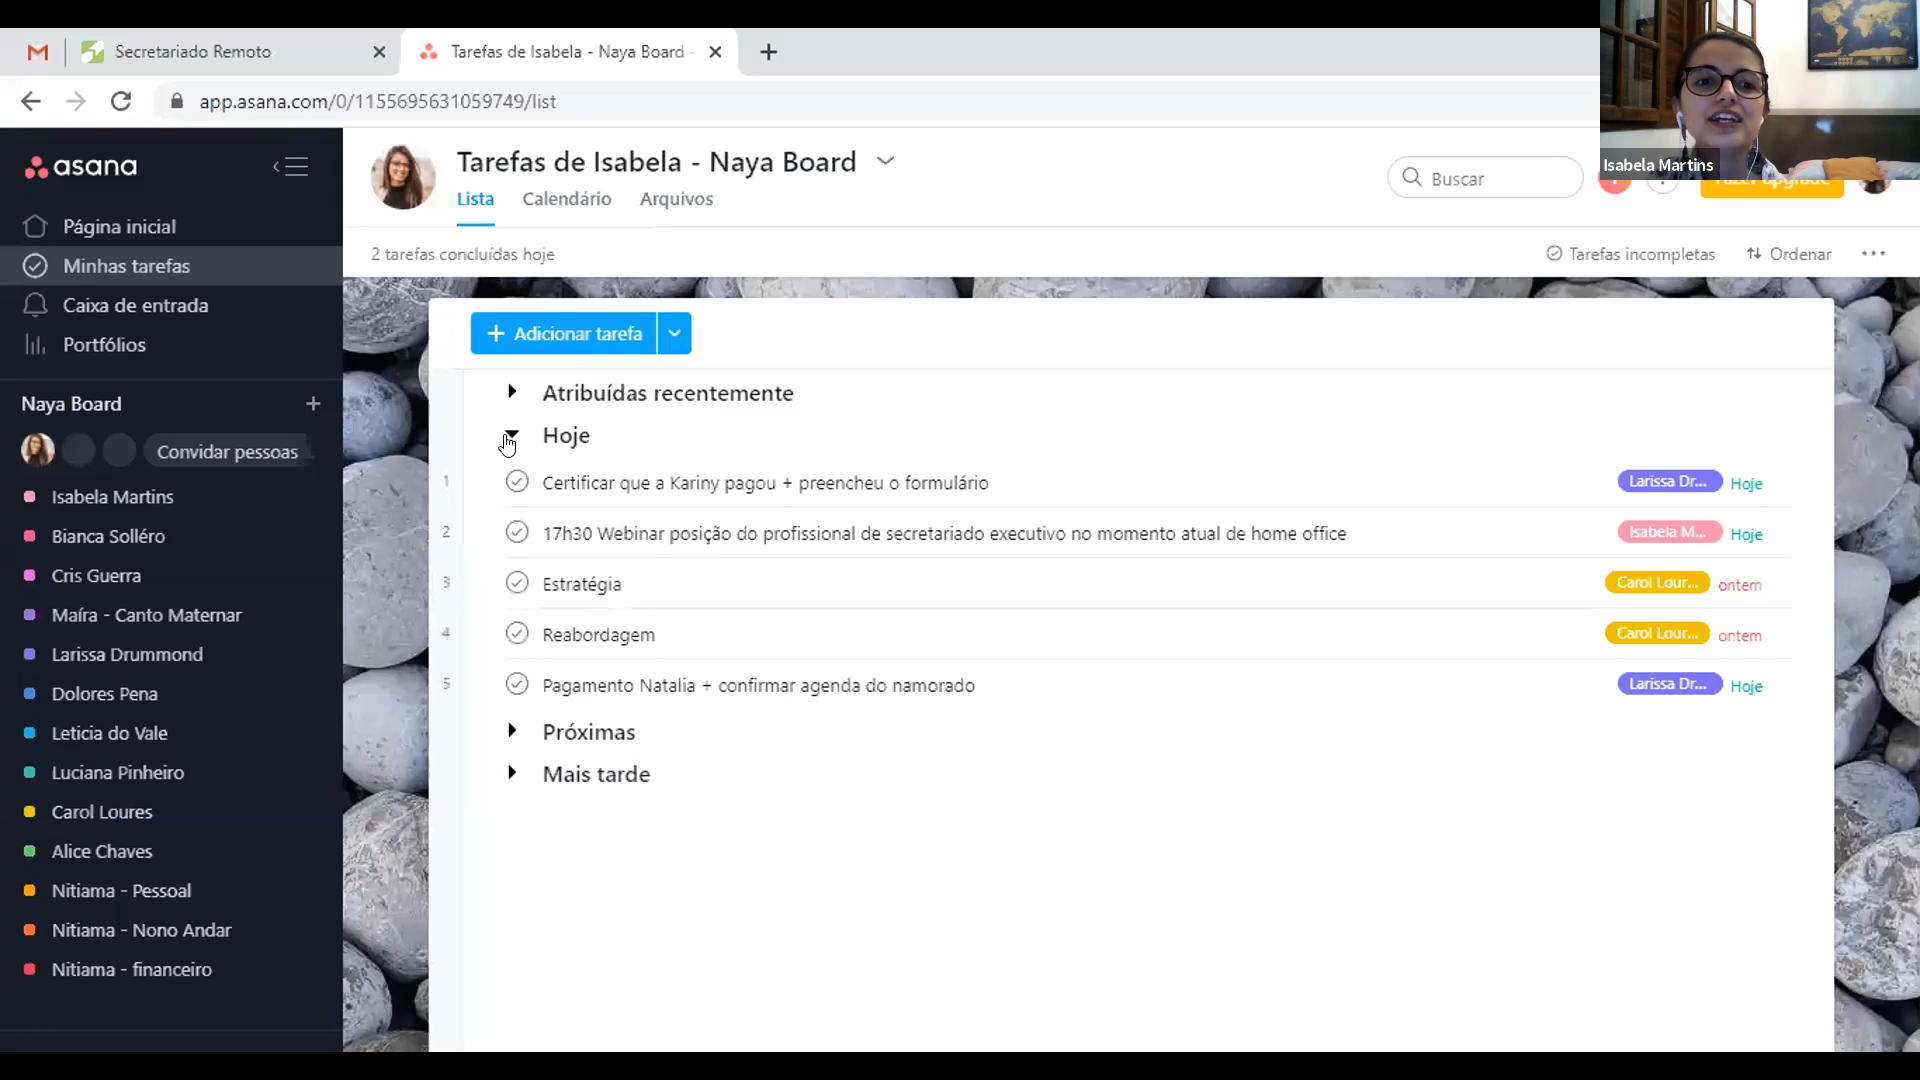 Secretariado Remoto
Tarefas de Isabela - Naya Board -
app.asana.com/0/1155695631059749/list
Isabela Martins
asana
Tarefas de Isabela - Naya Board
Lista
Calendário
Arquivos
Buscar
Fazer upgrade
Página inicial
Minhas tarefas
Caixa de entrada
Portfólios
2 tarefas concluídas hoje
Tarefas incompletas
Ordenar
Naya Board
Convidar pessoas
Isabela Martins
Bianca Solléro
Cris Guerra
Maíra - Canto Maternar
Larissa Drummond
Dolores Pena
Leticia do Vale
Luciana Pinheiro
Carol Loures
Alice Chaves
Nitiama - Pessoal
Nitiama - Nono Andar
Nitiama - financeiro
Adicionar tarefa
Atribuídas recentemente
Hoje
1 Certificar que a Kariny pagou + preencheu o formulário Larissa Dr... Hoje
2 17h30 Webinar posição do profissional de secretariado executivo no momento atual de home office Isabela M... Hoje
3 Estratégia Carol Lour... ontem
4 Reabordagem Carol Lour... ontem
5 Pagamento Natalia + confirmar agenda do namorado Larissa Dr... Hoje
Próximas
Mais tarde